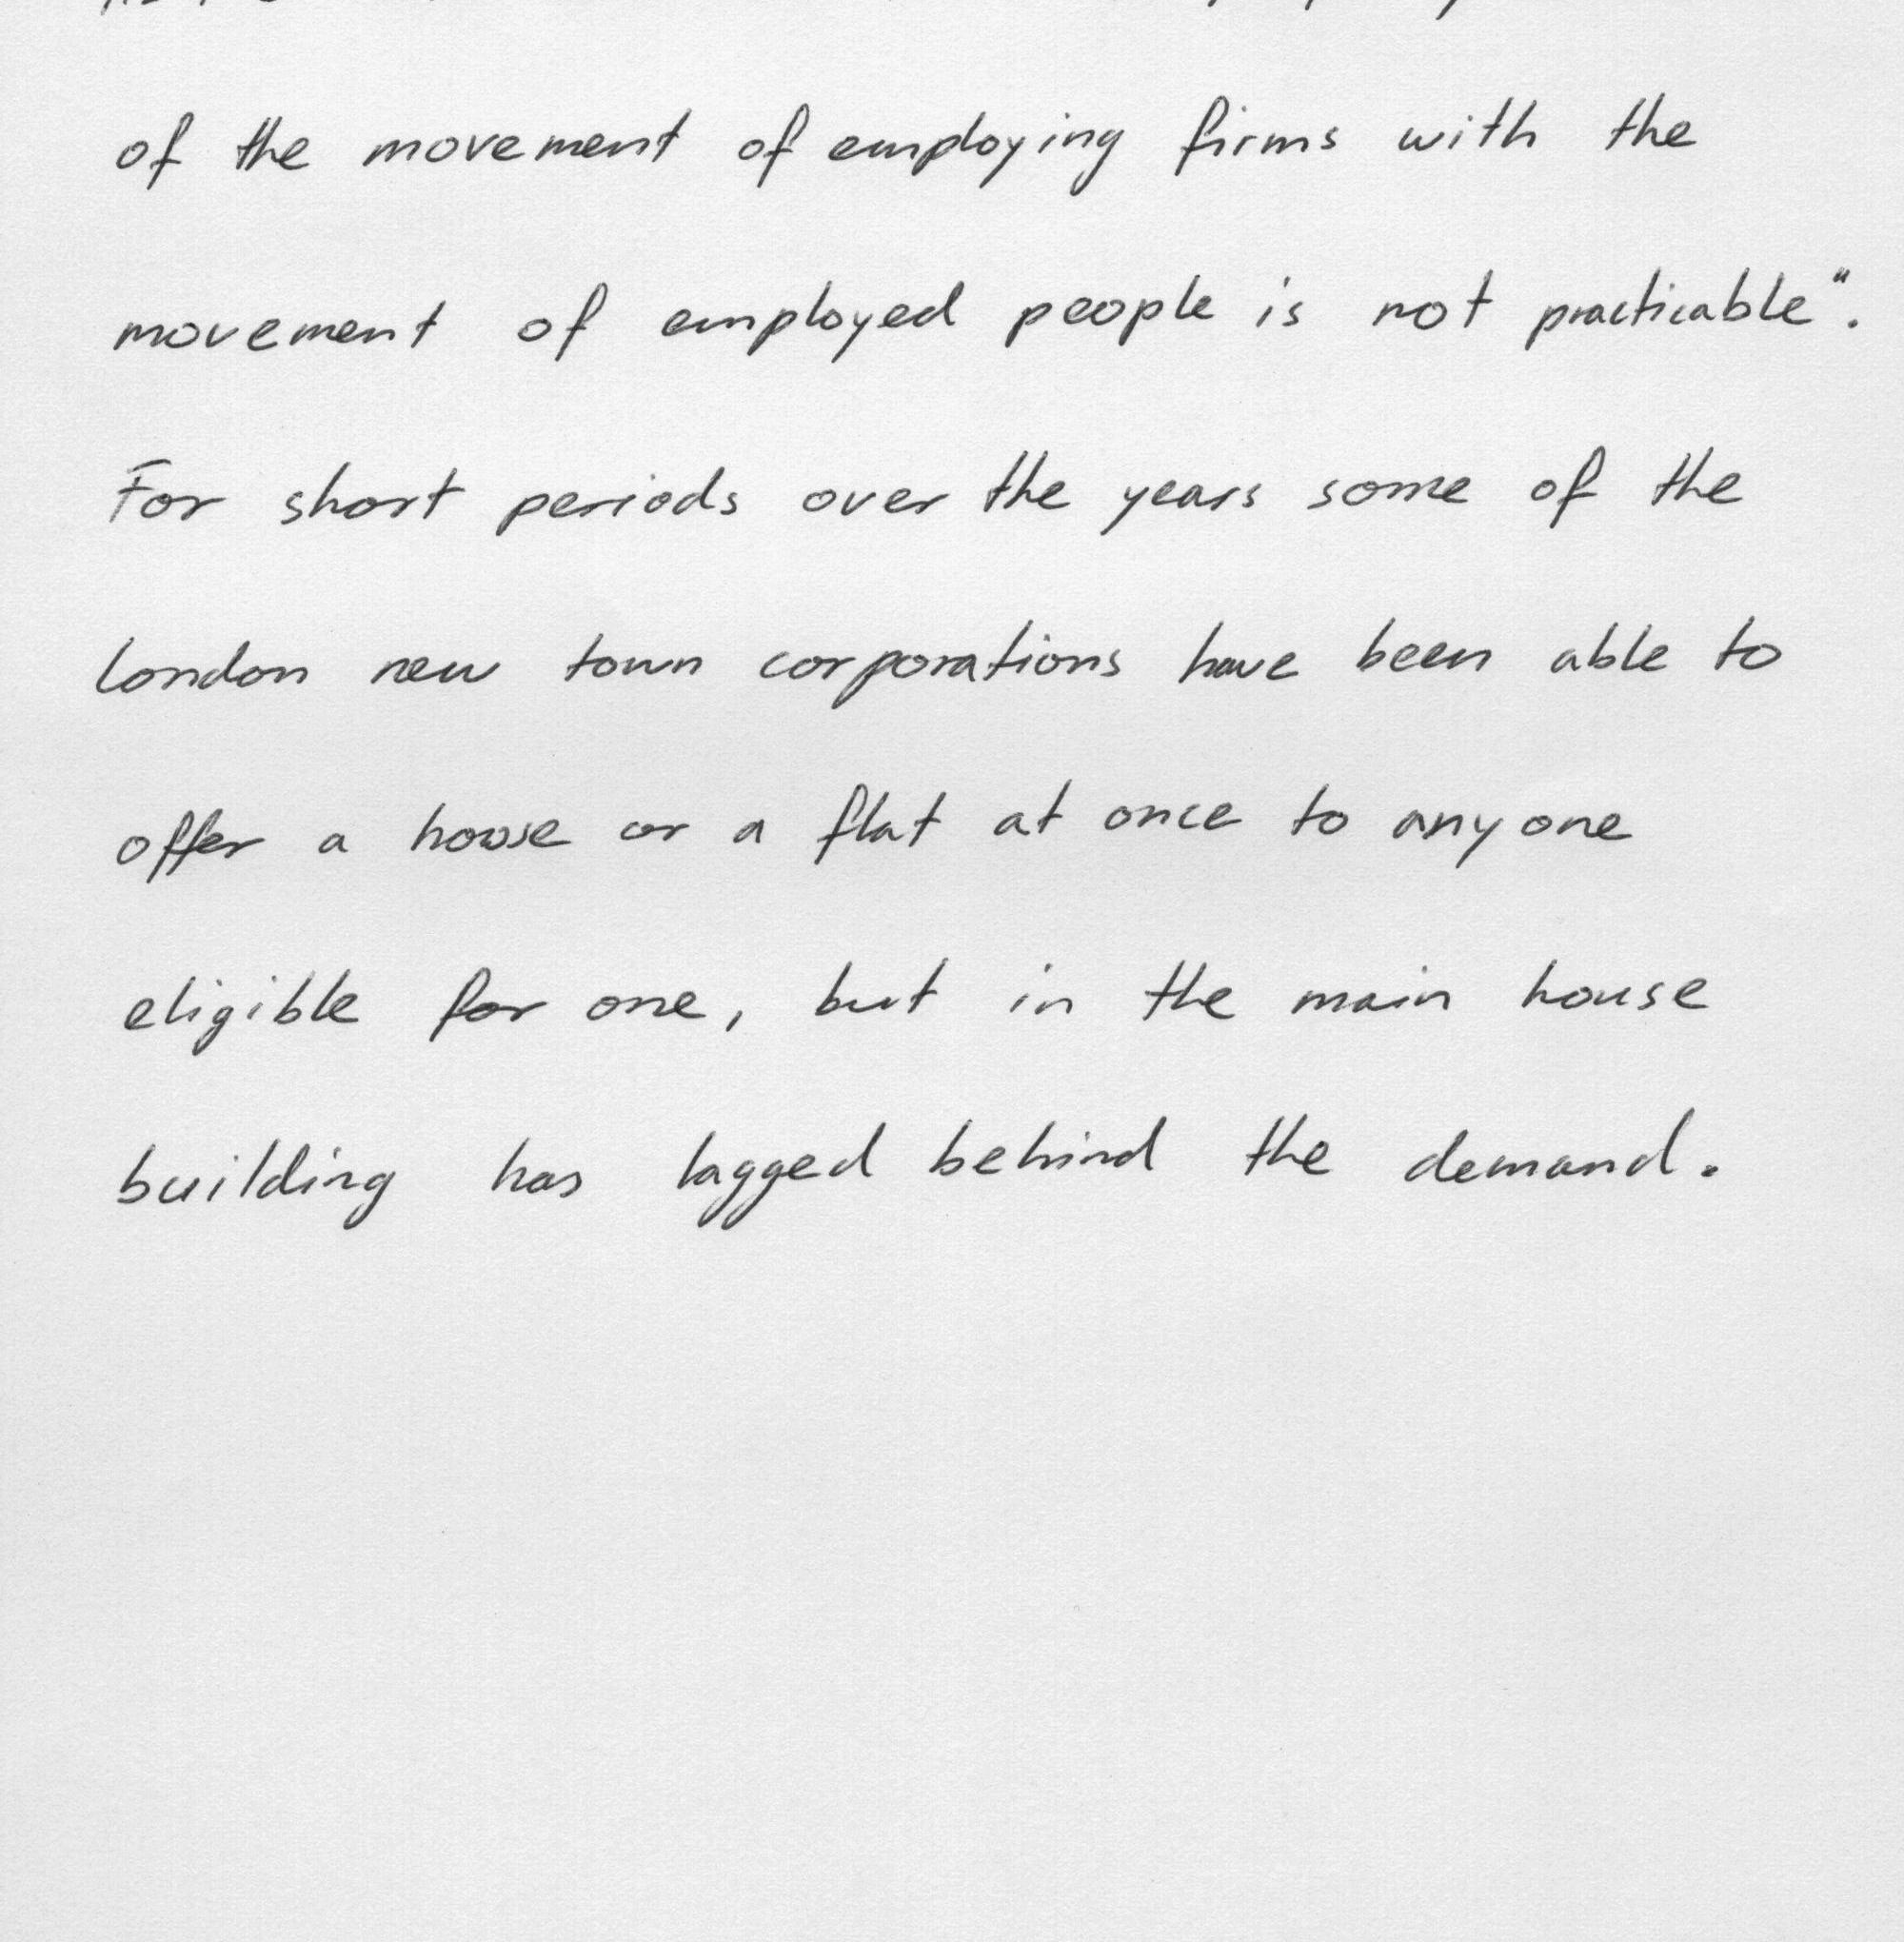 of the movement of employing firms with the
movement of employed people is not practicable".
For short periods over the years some of the
London new town corporations have been able to
offer a house or a flat at once to anyone
eligible for one, but in the main house
building has lagged behind the demand.